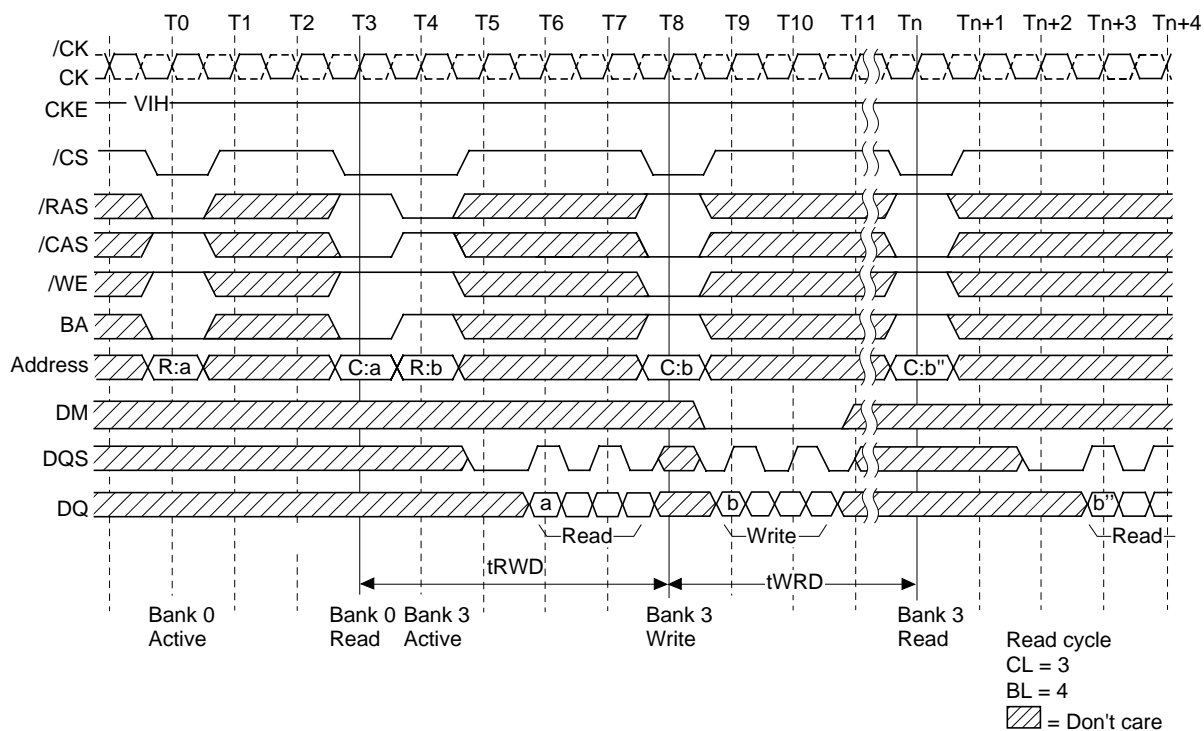 T0 T1 T2 T3 T4 T5 T6 T7 T8 T9 T10 T11 Tn Tn+1 Tn+2 Tn+3 Tn+4
/CK
CK
CKE VIH
/CS
/RAS
/CAS
/WE
BA
Address R:a C:a R:b C:b C:b''
DM
DQS
DQ a b b''
Read Write Read
tRWD tWRD
Bank 0 Bank 0 Bank 3 Bank 3 Bank 3
Active Read Active Write Read
Read cycle
CL = 3
BL = 4
= Don't care